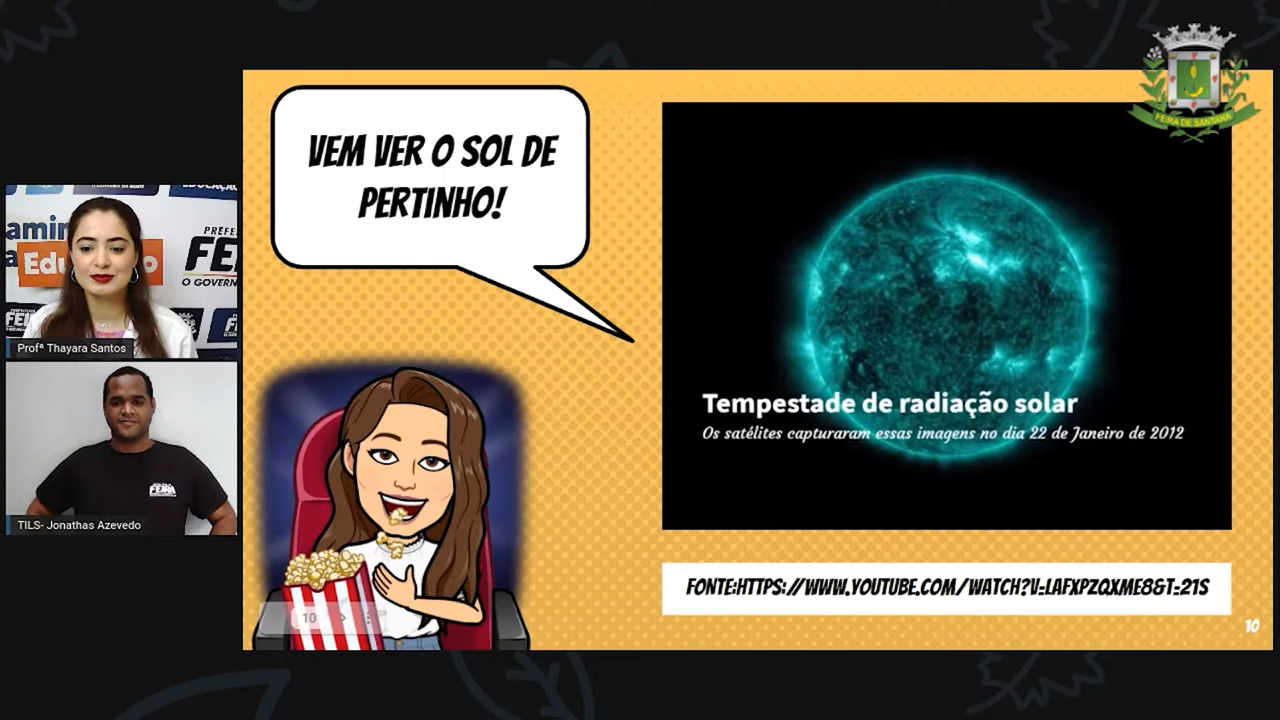 FEIRA DE SANTANA
VEM VER O SOL DE
PERTINHO!
Tempestade de radiação solar
Os satélites capturaram essas imagens no dia 22 de Janeiro de 2012
FONTE:HTTPS://WWW.YOUTUBE.COM/WATCH?V=LAFXPZQXME8&T=21S
10
10
Profª Thayara Santos
FEIRA
TILS- Jonathas Azevedo